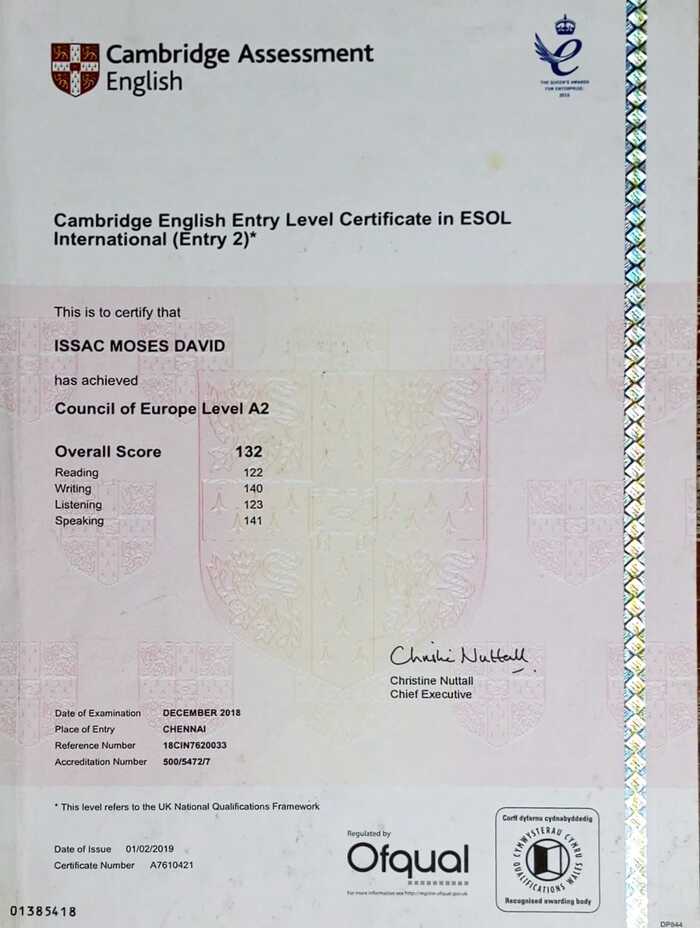 Cambridge Assessment
English
THE QUEEN'S AWARDS
FOR ENTERPRISE:
Cambridge English Entry Level Certificate in ESOL
International (Entry 2)*
This is to certify that
ISSAC MOSES DAVID
has achieved
Council of Europe Level A2
Overall Score 132
Reading 122
Writing 140
Listening 123
Speaking 141
Christine Nuttall
Christine Nuttall
Chief Executive
Date of Examination DECEMBER 2018
Place of Entry CHENNAI
Reference Number 18CIN7620033
Accreditation Number 500/5472/7
* This level refers to the UK National Qualifications Framework
Date of Issue 01/02/2019
Certificate Number A7610421
Regulated by
Ofqual
For more information see http://register.ofqual.gov.uk
Corff dyfarnu cydnabyddedig
CYMWYSTERAU CYMRU
QUALIFICATIONS WALES
Recognised awarding body
01385418